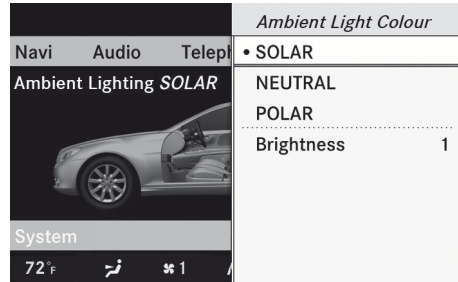 Ambient Light Colour
Navi Audio Teleph
• SOLAR
Ambient Lighting SOLAR
NEUTRAL
POLAR
Brightness 1
System
72°F 1